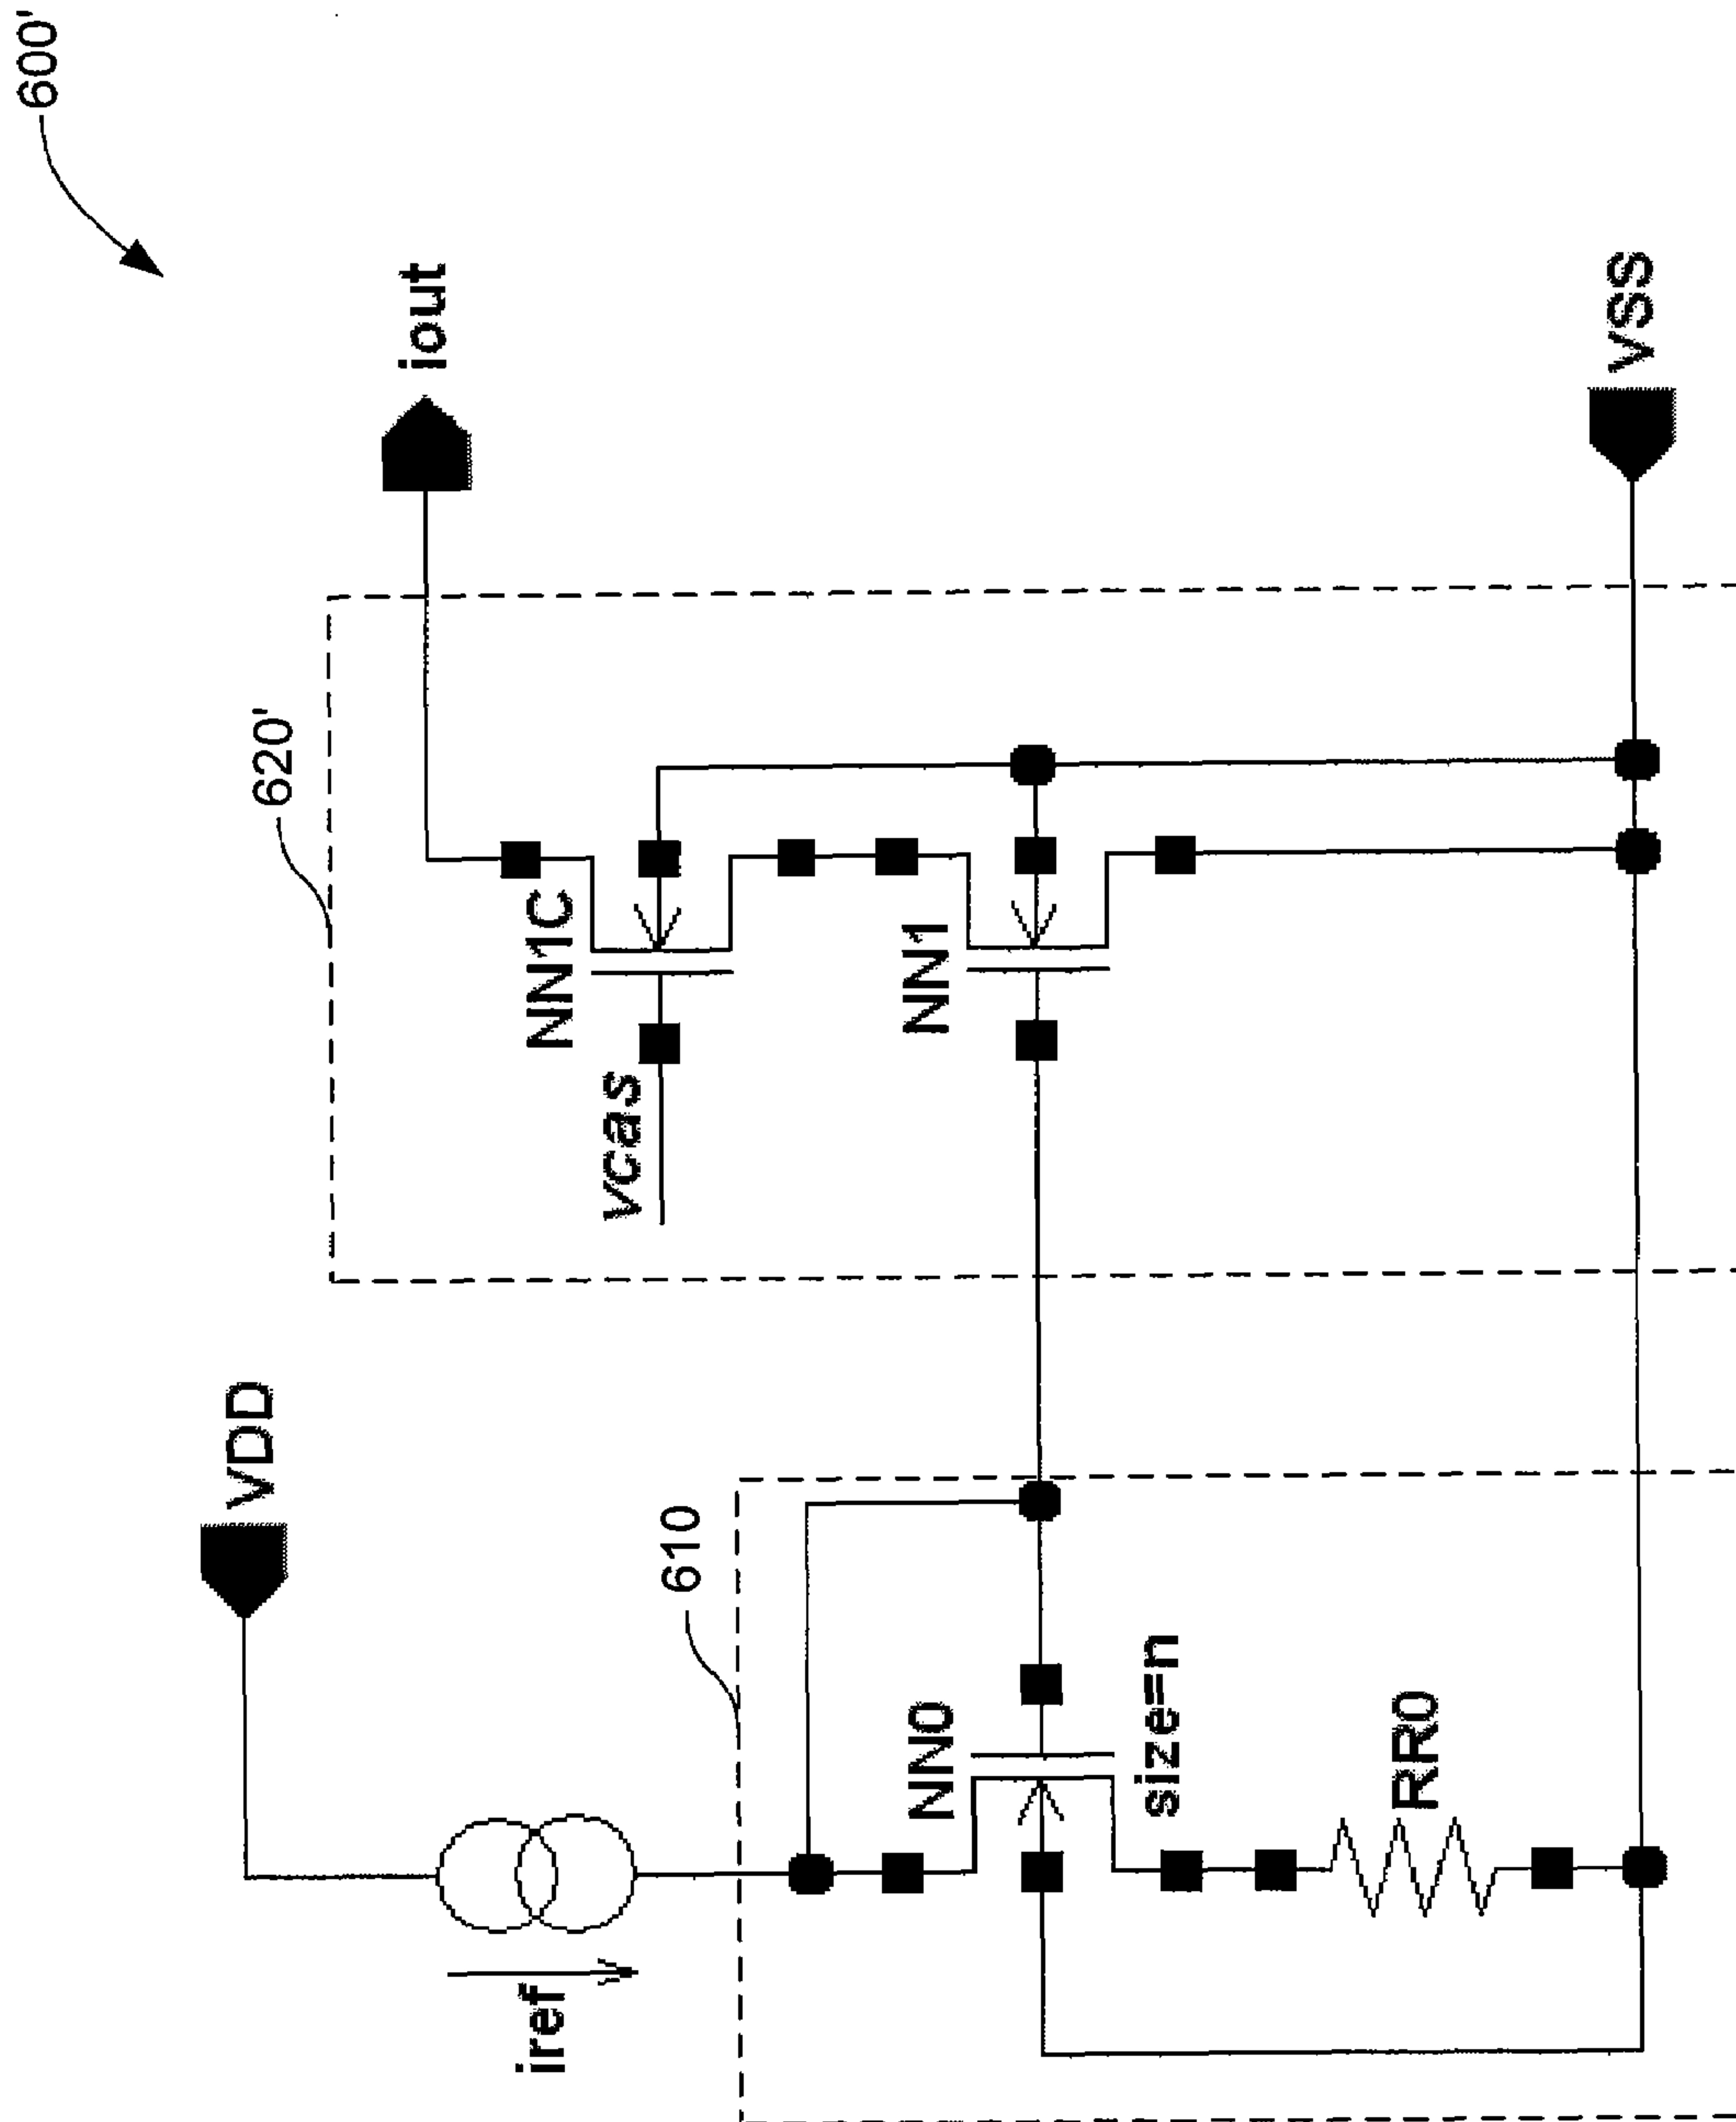 600'
iout
vss
620'
NN1C
NN1
vcas
VDD
610
NN0
size=n
RR0
iref